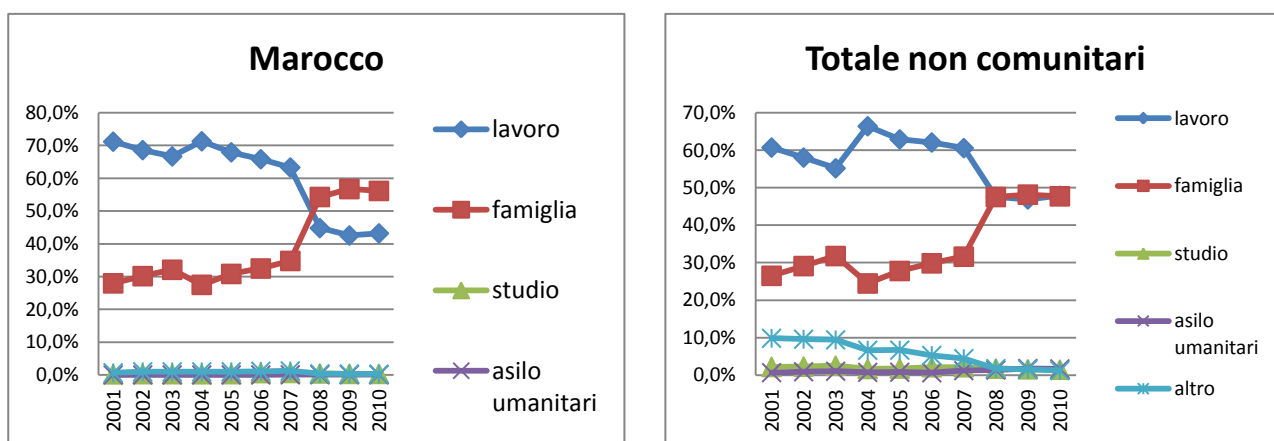 Marocco
80,0%
70,0%
60,0%
50,0%
40,0%
30,0%
20,0%
10,0%
0,0%
2001
2002
2003
2004
2005
2006
2007
2008
2009
2010
lavoro
famiglia
studio
asilo
umanitari
Totale non comunitari
70,0%
60,0%
50,0%
40,0%
30,0%
20,0%
10,0%
0,0%
2001
2002
2003
2004
2005
2006
2007
2008
2009
2010
lavoro
famiglia
studio
asilo
umanitari
altro